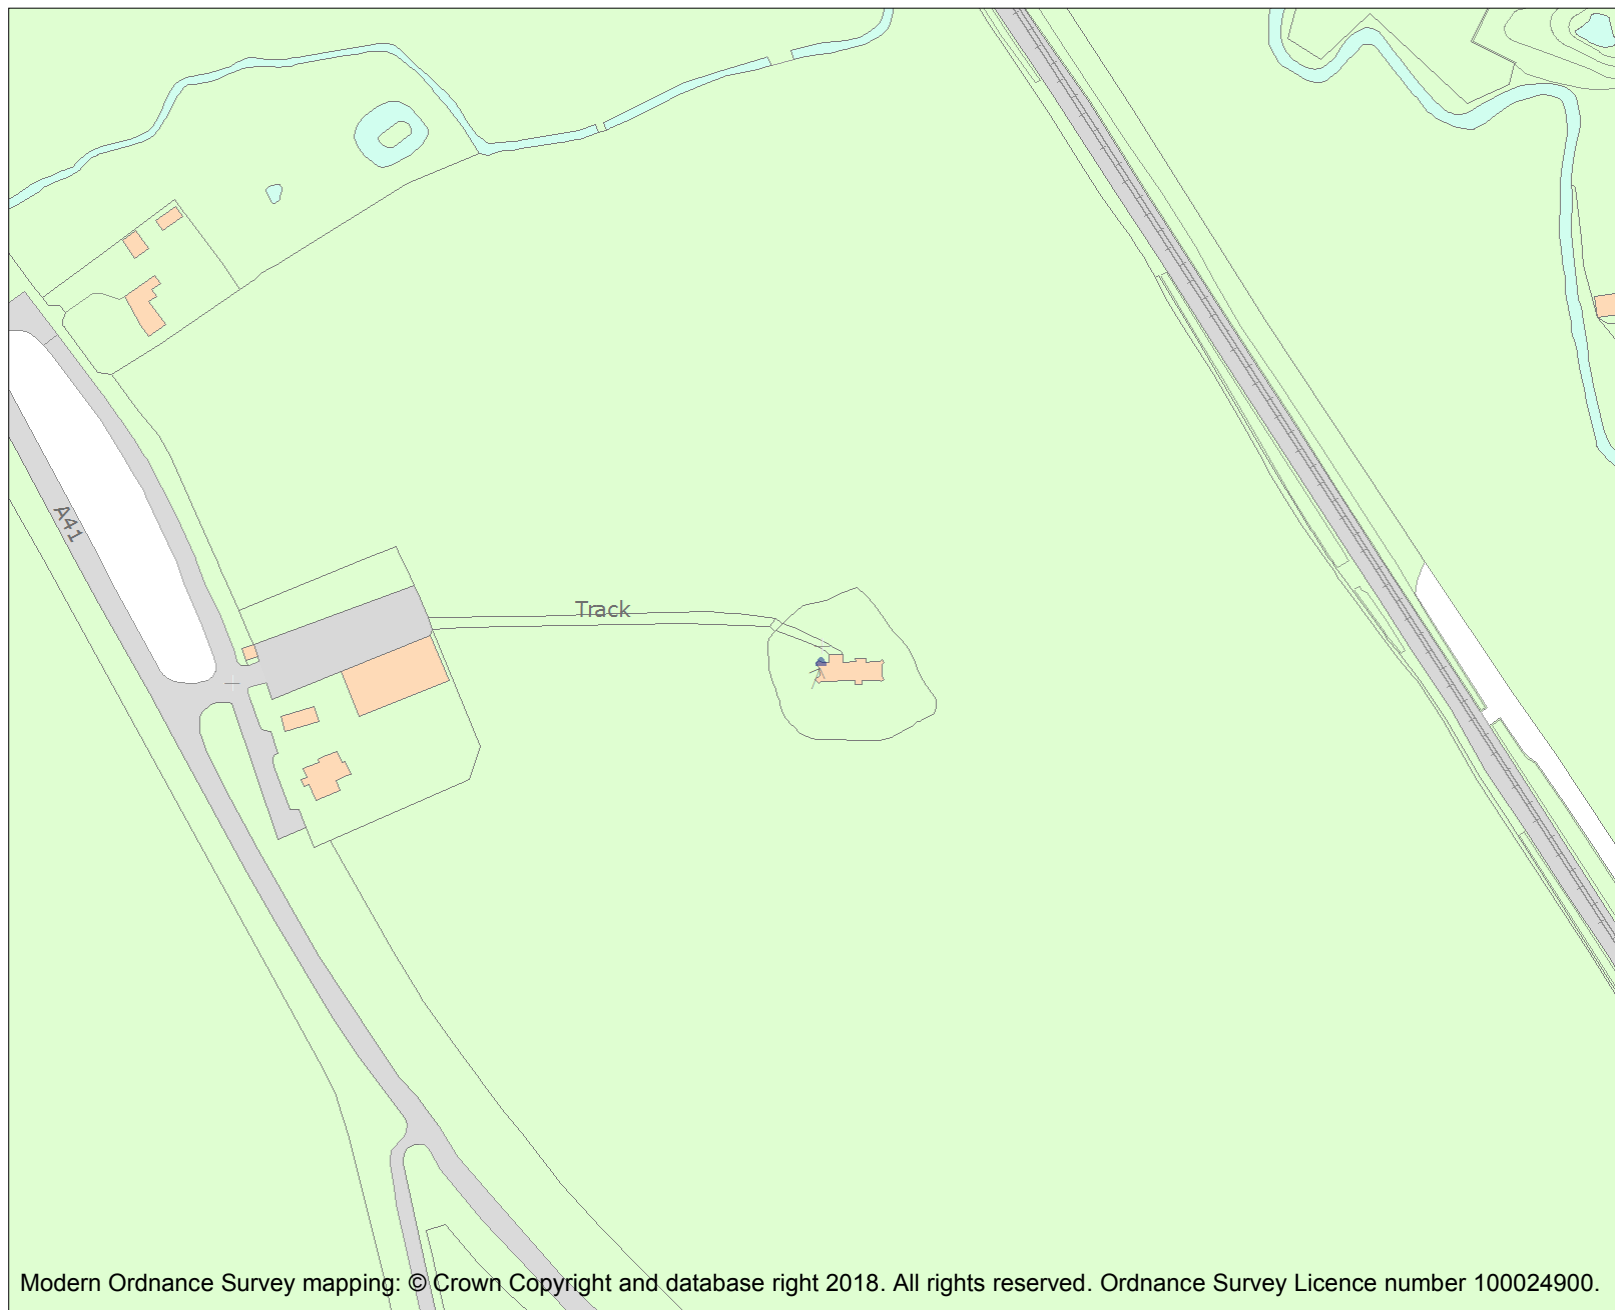 A41
Track
Modern Ordnance Survey mapping: © Crown Copyright and database right 2018. All rights reserved. Ordnance Survey Licence number 100024900.